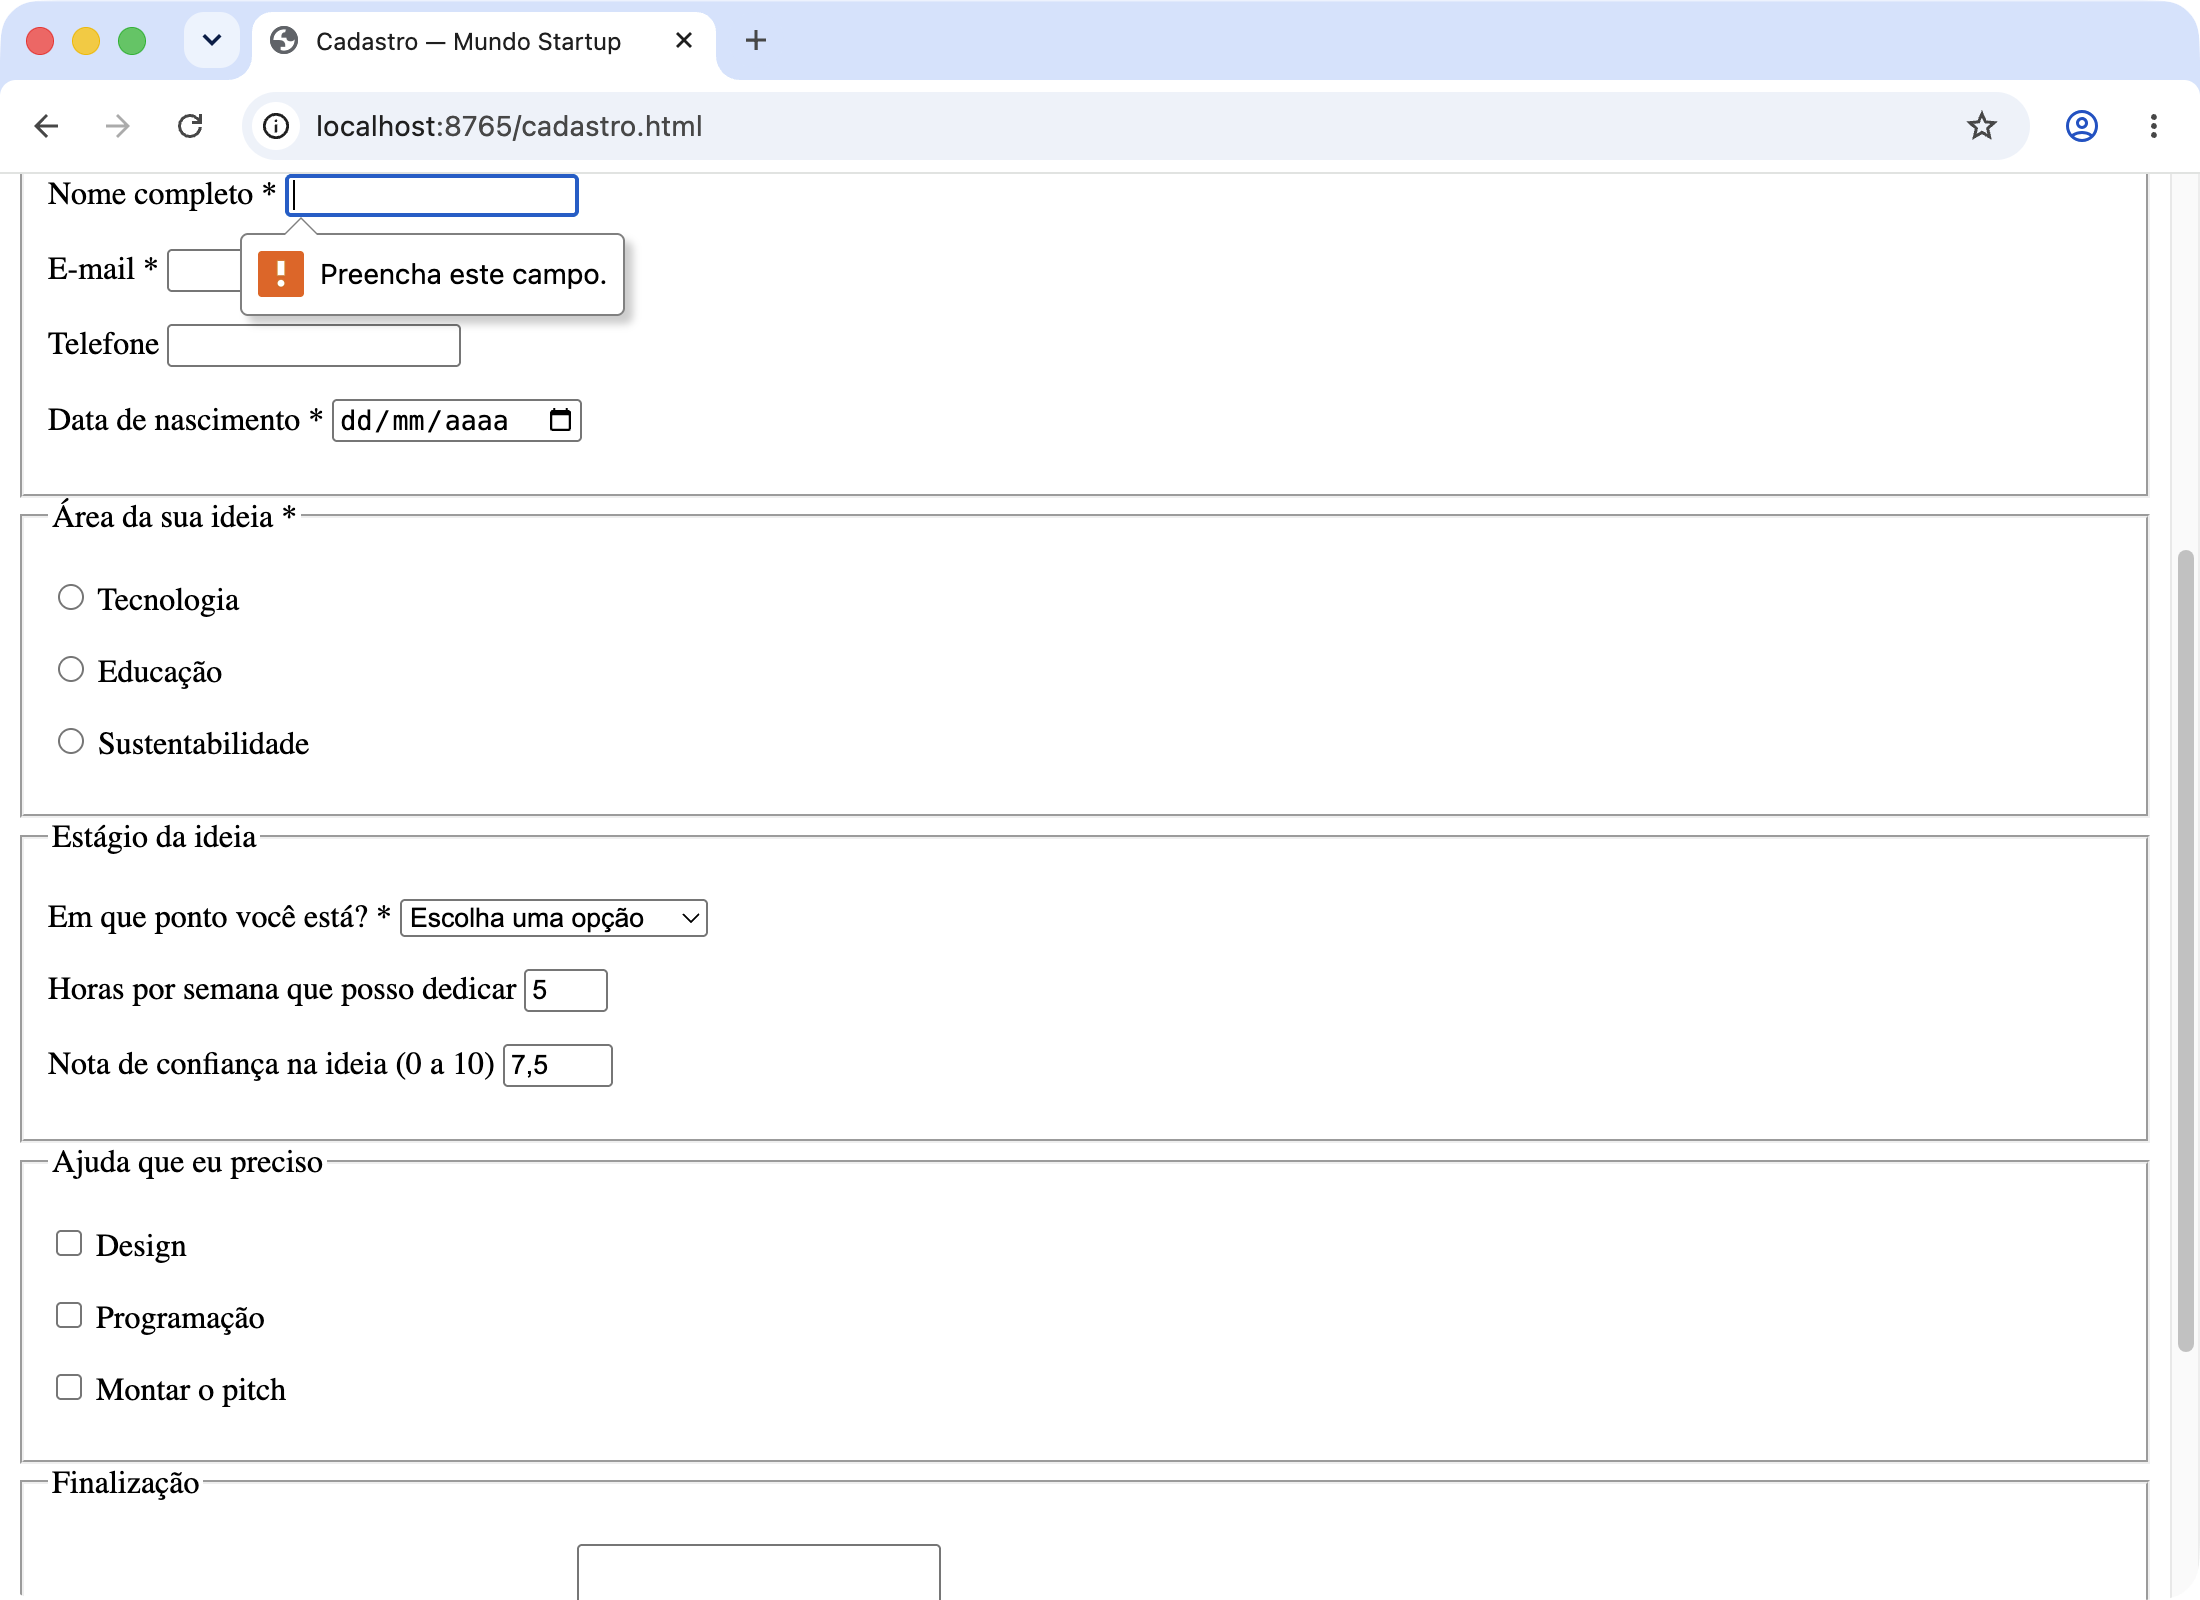 Cadastro — Mundo Startup
localhost:8765/cadastro.html
Nome completo *
E-mail *
Preencha este campo.
Telefone
Data de nascimento * dd/mm/aaaa
Área da sua ideia *
Tecnologia
Educação
Sustentabilidade
Estágio da ideia
Em que ponto você está? * Escolha uma opção
Horas por semana que posso dedicar 5
Nota de confiança na ideia (0 a 10) 7,5
Ajuda que eu preciso
Design
Programação
Montar o pitch
Finalização